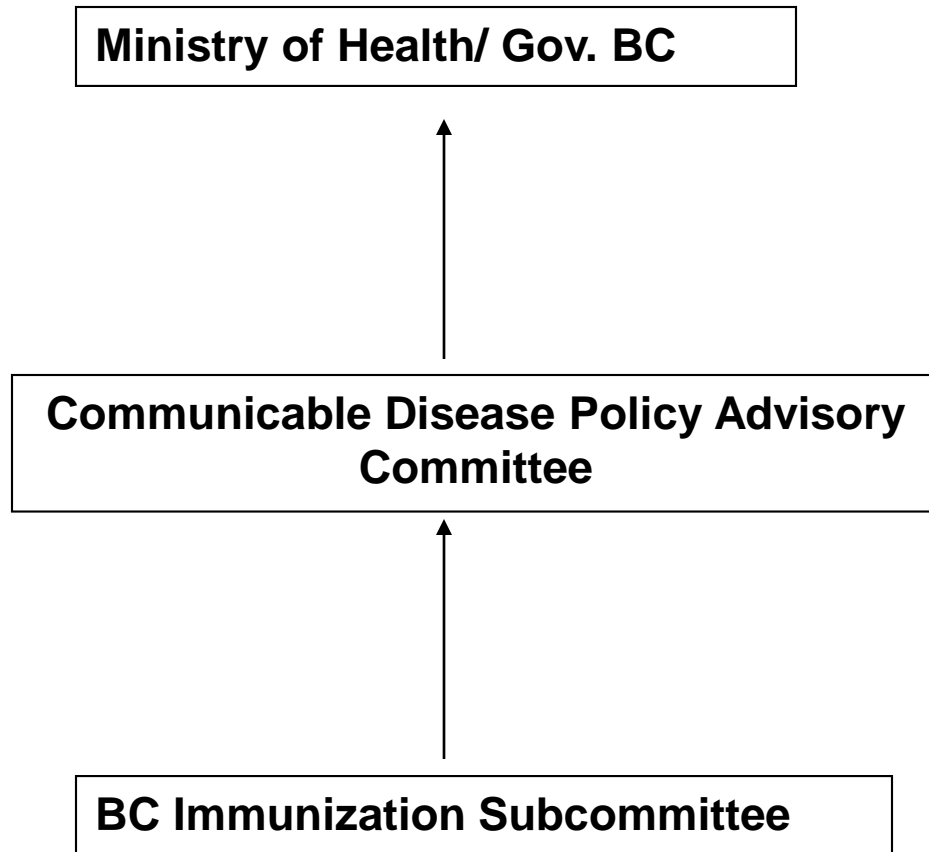 Ministry of Health/ Gov. BC
Communicable Disease Policy Advisory
Committee
BC Immunization Subcommittee